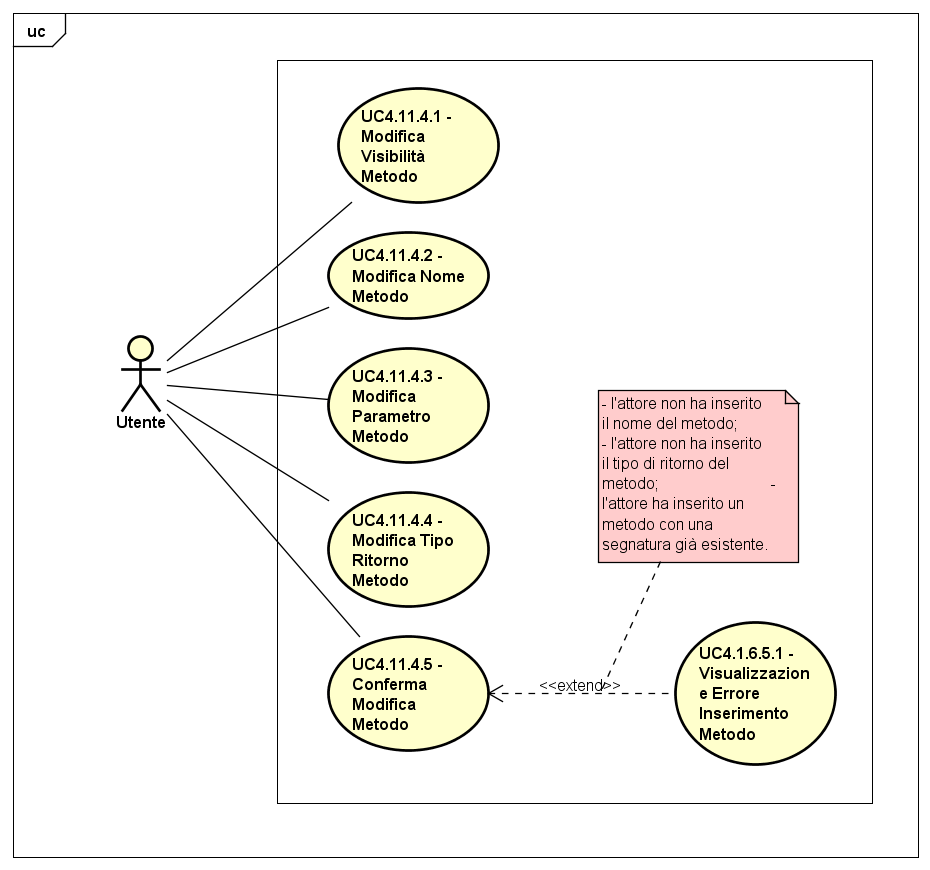 uc
UC4.11.4.1 -
Modifica
Visibilità
Metodo
UC4.11.4.2 -
Modifica Nome
Metodo
Utente
UC4.11.4.3 -
Modifica
Parametro
Metodo
- l'attore non ha inserito
il nome del metodo;
- l'attore non ha inserito
il tipo di ritorno del
metodo; -
l'attore ha inserito un
metodo con una
segnatura già esistente.
UC4.11.4.4 -
Modifica Tipo
Ritorno
Metodo
UC4.11.4.5 -
Conferma
Modifica
Metodo
<<extend>>
UC4.1.6.5.1 -
Visualizzazion
e Errore
Inserimento
Metodo